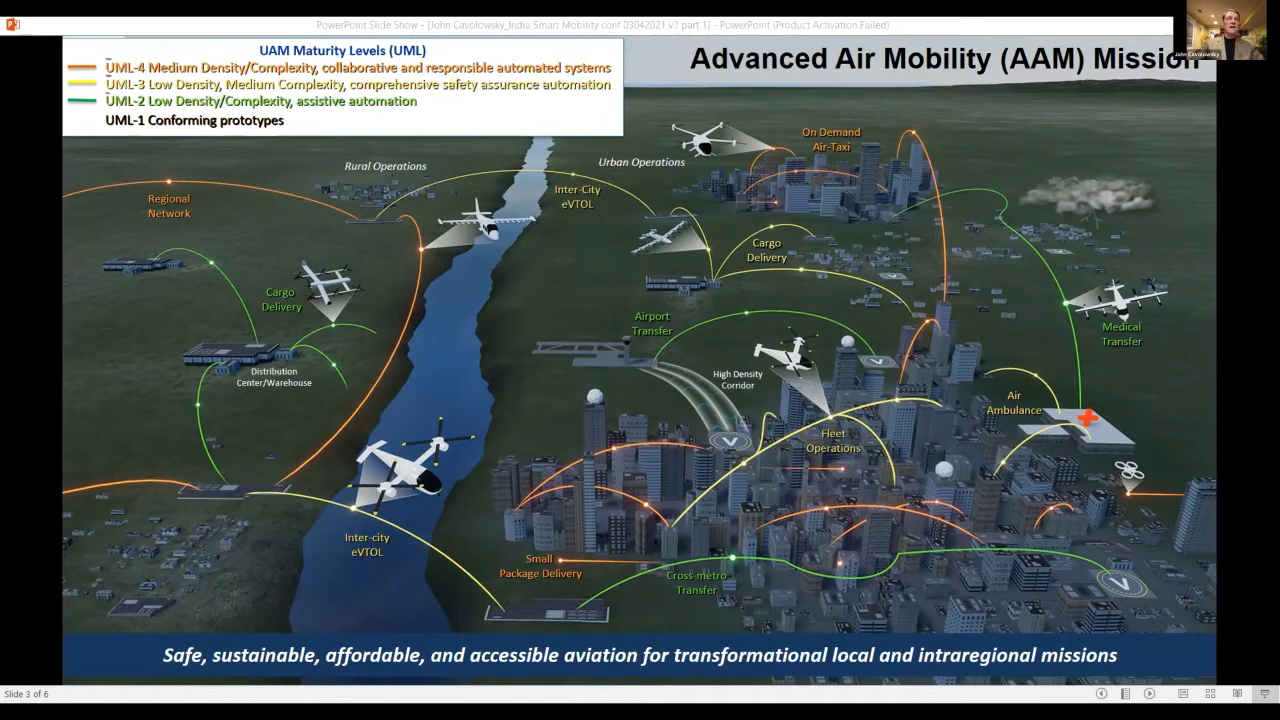 PowerPoint Slide Show - [John Cavolowsky_India Smart Mobility conf 03042021 v3 part 1] - PowerPoint (Product Activation Failed)
John Cavolowsky
UAM Maturity Levels (UML)
UML-4 Medium Density/Complexity, collaborative and responsible automated systems
UML-3 Low Density, Medium Complexity, comprehensive safety assurance automation
UML-2 Low Density/Complexity, assistive automation
UML-1 Conforming prototypes
Advanced Air Mobility (AAM) Mission
Rural Operations
Urban Operations
On Demand
Air-Taxi
Regional
Network
Inter-City
eVTOL
Cargo
Delivery
Cargo
Delivery
Airport
Transfer
Medical
Transfer
Distribution
Center/Warehouse
High Density
Corridor
Air
Ambulance
Fleet
Operations
V
V
V
V
Inter-city
eVTOL
Small
Package Delivery
Cross-metro
Transfer
Safe, sustainable, affordable, and accessible aviation for transformational local and intraregional missions
Slide 3 of 6